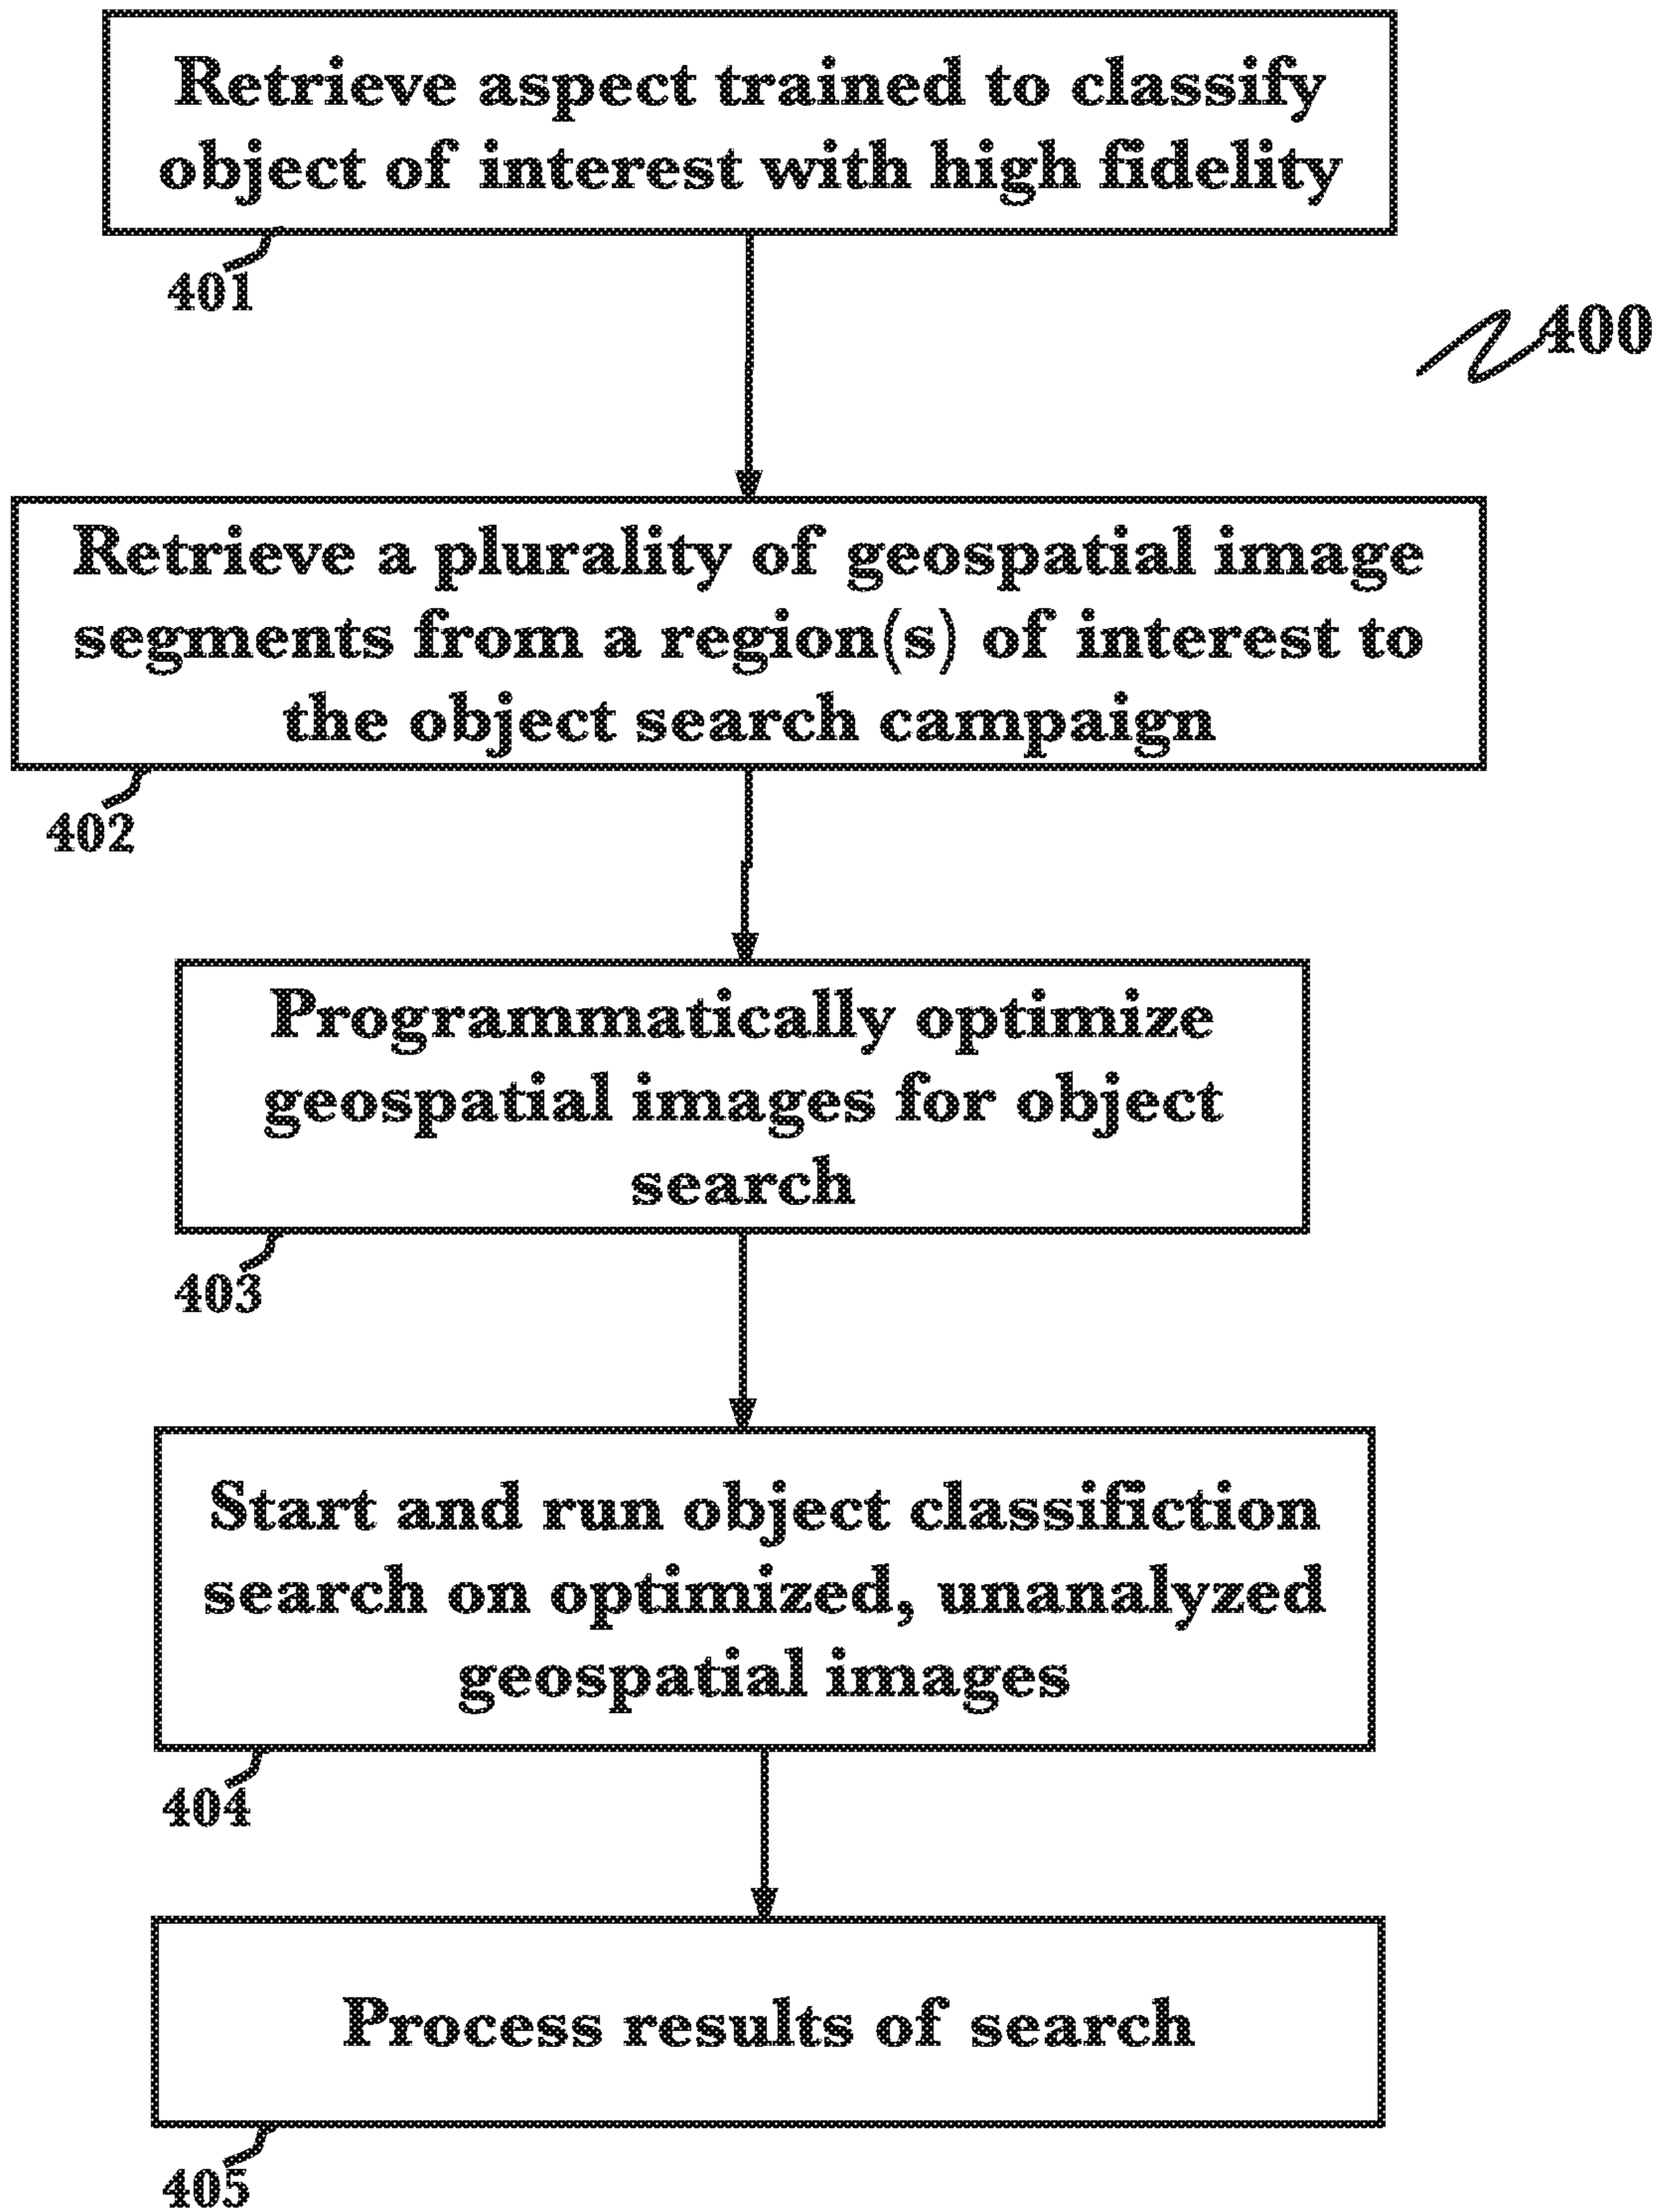 Retrieve aspect trained to classify
object of interest with high fidelity
401
400
Retrieve a plurality of geospatial image
segments from a region(s) of interest to
the object search campaign
402
Programmatically optimize
geospatial images for object
search
403
Start and run object classifiction
search on optimized, unanalyzed
geospatial images
404
Process results of search
405